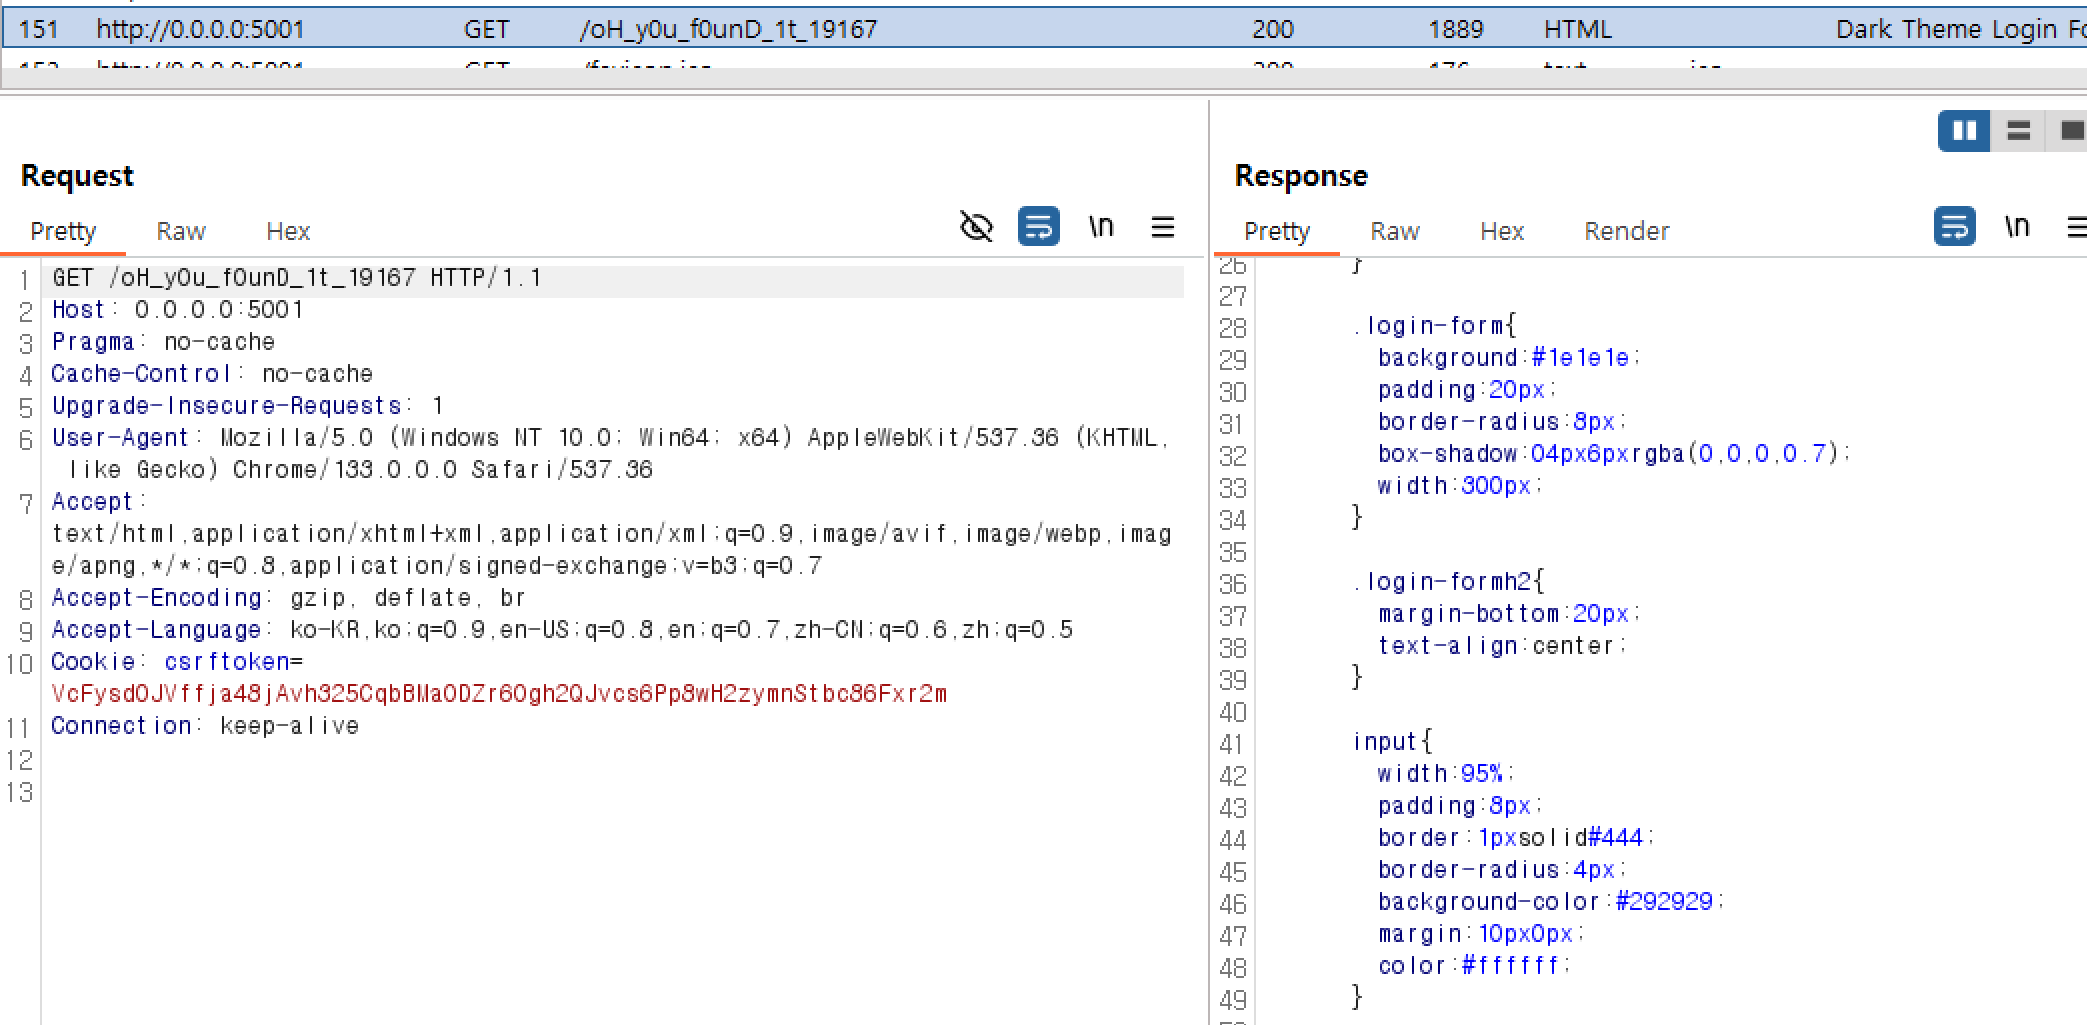 151 http://0.0.0.0:5001 GET /oH_y0u_f0unD_1t_19167 200 1889 HTML Dark Theme Login Fo
Request
Pretty Raw Hex \n
1 GET /oH_y0u_f0unD_1t_19167 HTTP/1.1
2 Host: 0.0.0.0:5001
3 Pragma: no-cache
4 Cache-Control: no-cache
5 Upgrade-Insecure-Requests: 1
6 User-Agent: Mozilla/5.0 (Windows NT 10.0; Win64; x64) AppleWebKit/537.36 (KHTML,
like Gecko) Chrome/133.0.0.0 Safari/537.36
7 Accept:
text/html,application/xhtml+xml,application/xml;q=0.9,image/avif,image/webp,imag
e/apng,*/*;q=0.8,application/signed-exchange;v=b3;q=0.7
8 Accept-Encoding: gzip, deflate, br
9 Accept-Language: ko-KR,ko;q=0.9,en-US;q=0.8,en;q=0.7,zh-CN;q=0.6,zh;q=0.5
10 Cookie: csrftoken=
VcFysdOJVffja48jAvh325CqbBMaODZr6Ogh2QJvcs6Pp8wH2zymnStbc86Fxr2m
11 Connection: keep-alive
12
13
Response
Pretty Raw Hex Render \n
26 }
27
28 .login-form{
29 background:#1e1e1e;
30 padding:20px;
31 border-radius:8px;
32 box-shadow:04px6pxrgba(0,0,0,0.7);
33 width:300px;
34 }
35
36 .login-formh2{
37 margin-bottom:20px;
38 text-align:center;
39 }
40
41 input{
42 width:95%;
43 padding:8px;
44 border:1pxsolid#444;
45 border-radius:4px;
46 background-color:#292929;
47 margin:10px0px;
48 color:#ffffff;
49 }